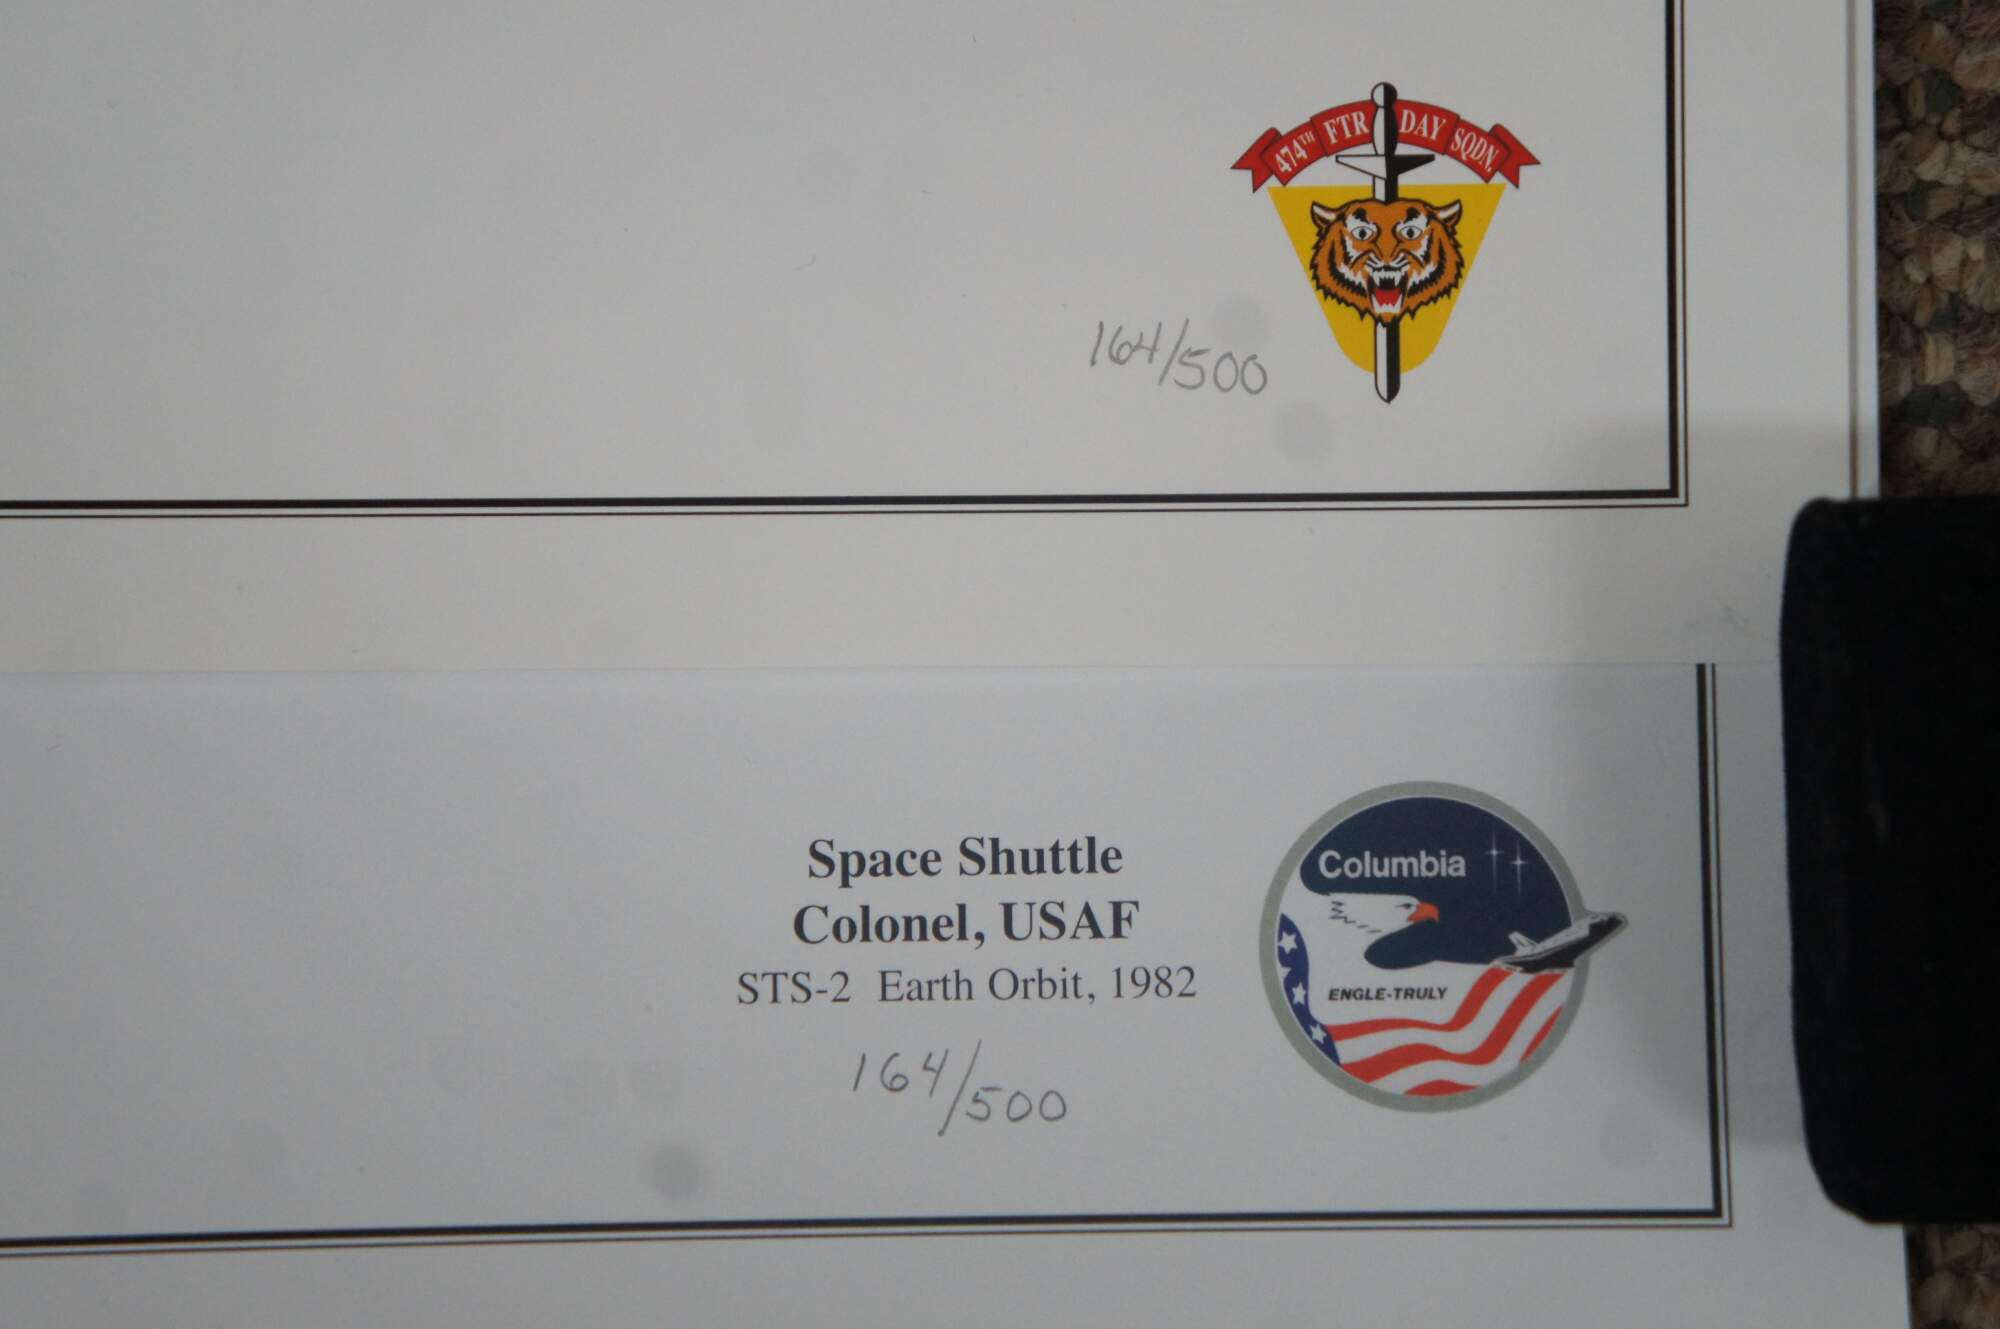 474TH FTR DAY SQDN.
164/500
Space Shuttle
Colonel, USAF
STS-2 Earth Orbit, 1982
164/500
Columbia
ENGLE-TRULY